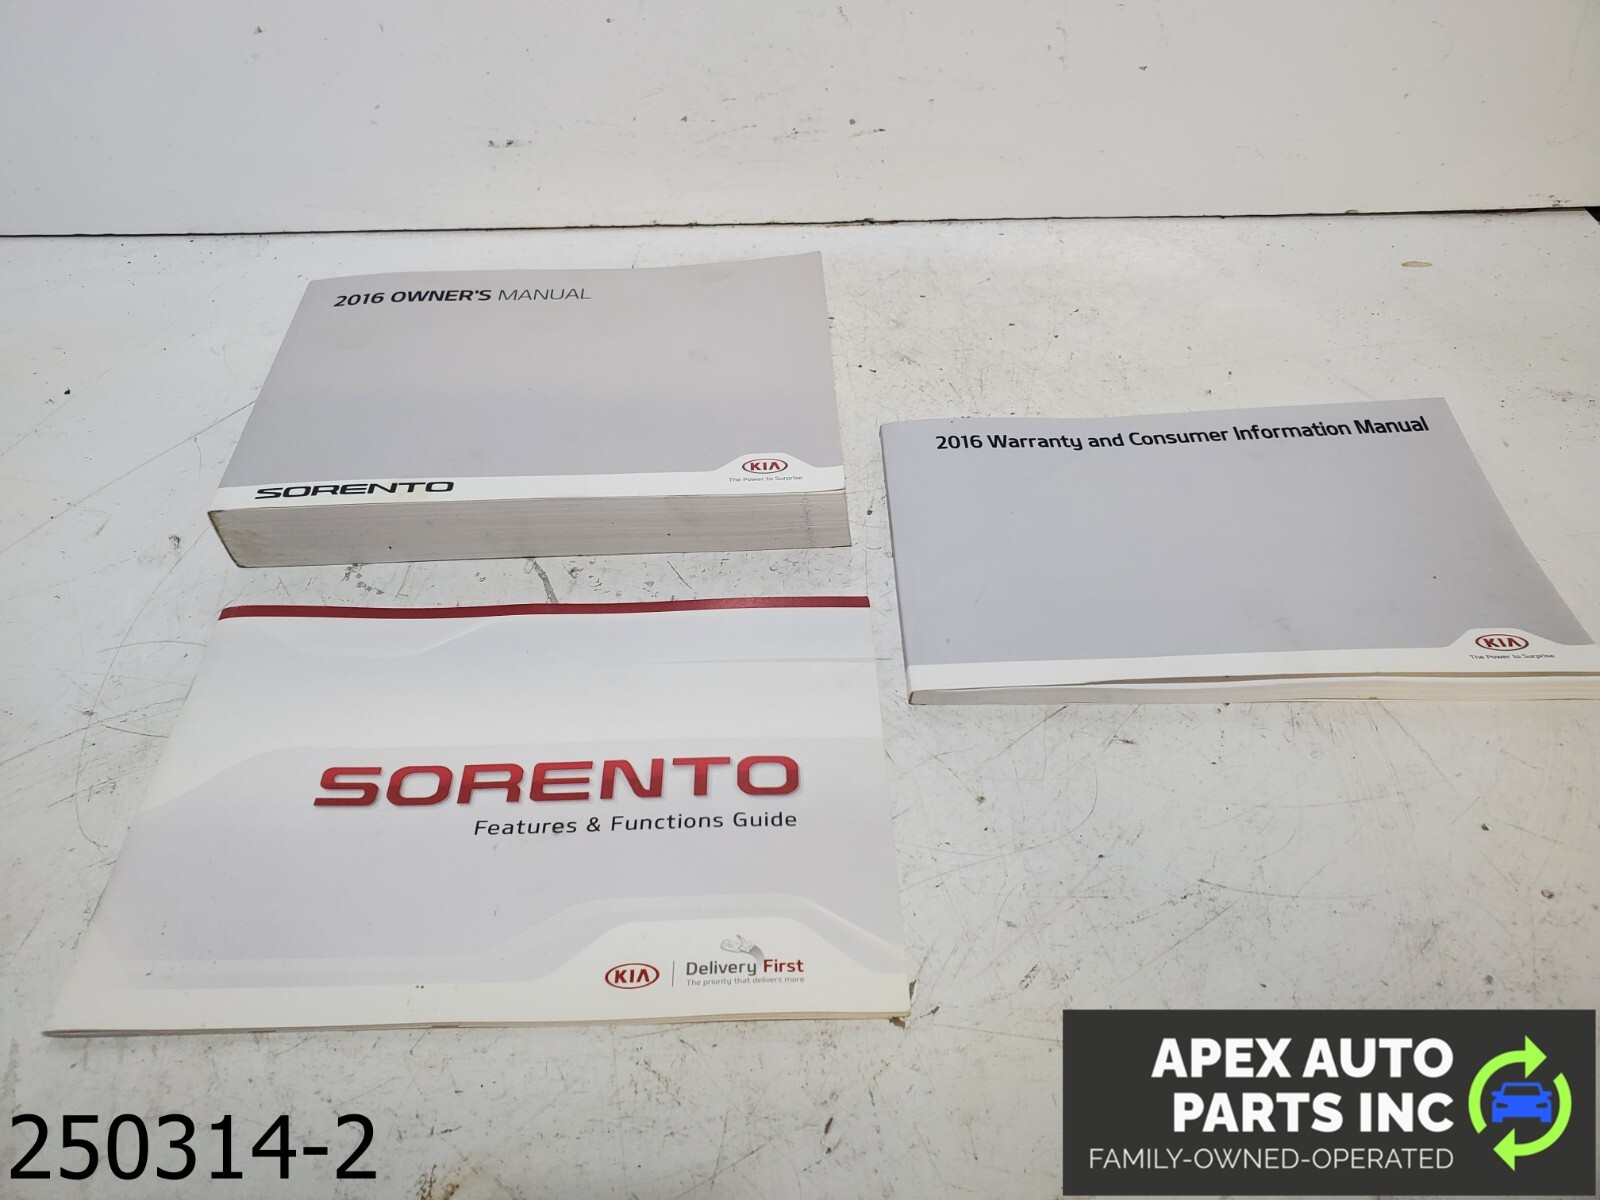 2016 OWNER'S MANUAL
SORENTO
KIA
The Power to Surprise
2016 Warranty and Consumer Information Manual
KIA
The Power to Surprise
SORENTO
Features & Functions Guide
KIA
Delivery First
The priority that delivers more
250314-2
APEX AUTO
PARTS INC
FAMILY-OWNED-OPERATED